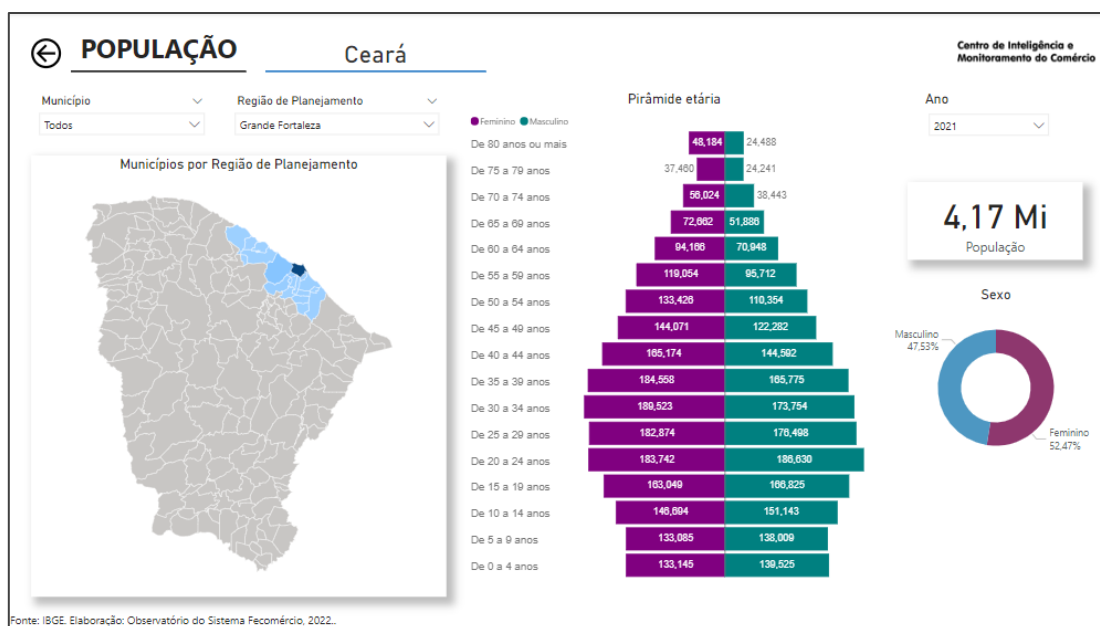 POPULAÇÃO
Ceará
Centro de Inteligência e
Monitoramento do Comércio
Município
Todos
Região de Planejamento
Grande Fortaleza
Municípios por Região de Planejamento
Pirâmide etária
Feminino Masculino
De 80 anos ou mais 48,184 24,488
De 75 a 79 anos 37,460 24,241
De 70 a 74 anos 56,024 38,443
De 65 a 69 anos 72,662 51,886
De 60 a 64 anos 94,166 70,948
De 55 a 59 anos 119,054 95,712
De 50 a 54 anos 133,426 110,354
De 45 a 49 anos 144,071 122,282
De 40 a 44 anos 165,174 144,592
De 35 a 39 anos 184,558 165,775
De 30 a 34 anos 189,523 173,754
De 25 a 29 anos 182,874 176,498
De 20 a 24 anos 183,742 186,630
De 15 a 19 anos 163,049 166,825
De 10 a 14 anos 146,694 151,143
De 5 a 9 anos 133,085 138,009
De 0 a 4 anos 133,145 139,525
Ano
2021
4,17 Mi
População
Sexo
Masculino
47,53%
Feminino
52,47%
Fonte: IBGE. Elaboração: Observatório do Sistema Fecomércio, 2022..